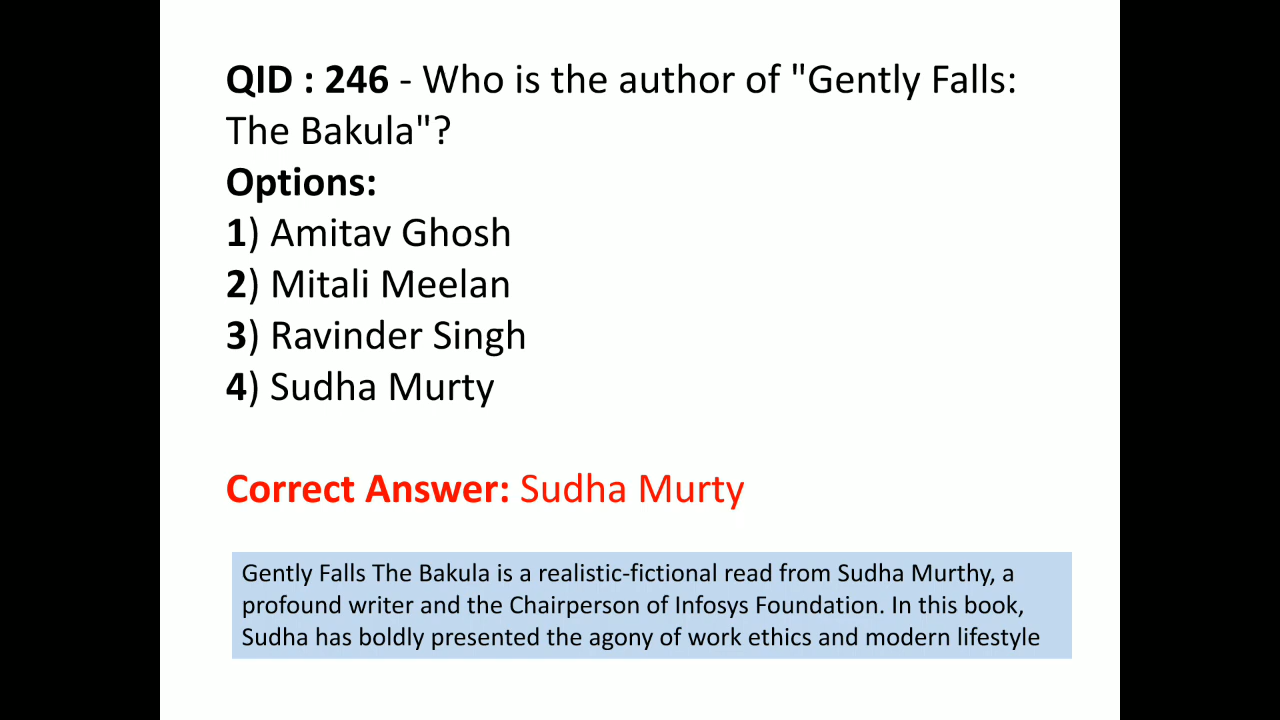 QID : 246 - Who is the author of "Gently Falls:
The Bakula"?
Options:
1) Amitav Ghosh
2) Mitali Meelan
3) Ravinder Singh
4) Sudha Murty
Correct Answer: Sudha Murty
Gently Falls The Bakula is a realistic-fictional read from Sudha Murthy, a
profound writer and the Chairperson of Infosys Foundation. In this book,
Sudha has boldly presented the agony of work ethics and modern lifestyle